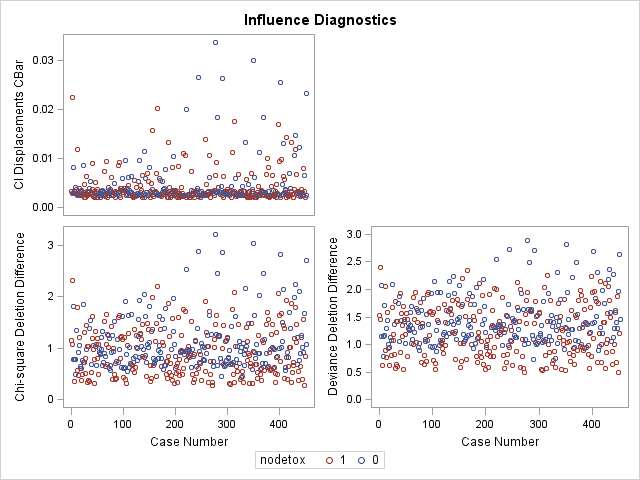 Influence Diagnostics
CI Displacements CBar
0.03
0.02
0.01
0.00
Chi-square Deletion Difference
3
2
1
0
0 100 200 300 400
Case Number
Deviance Deletion Difference
3.0
2.5
2.0
1.5
1.0
0.5
0.0
0 100 200 300 400
Case Number
nodetox 1 0